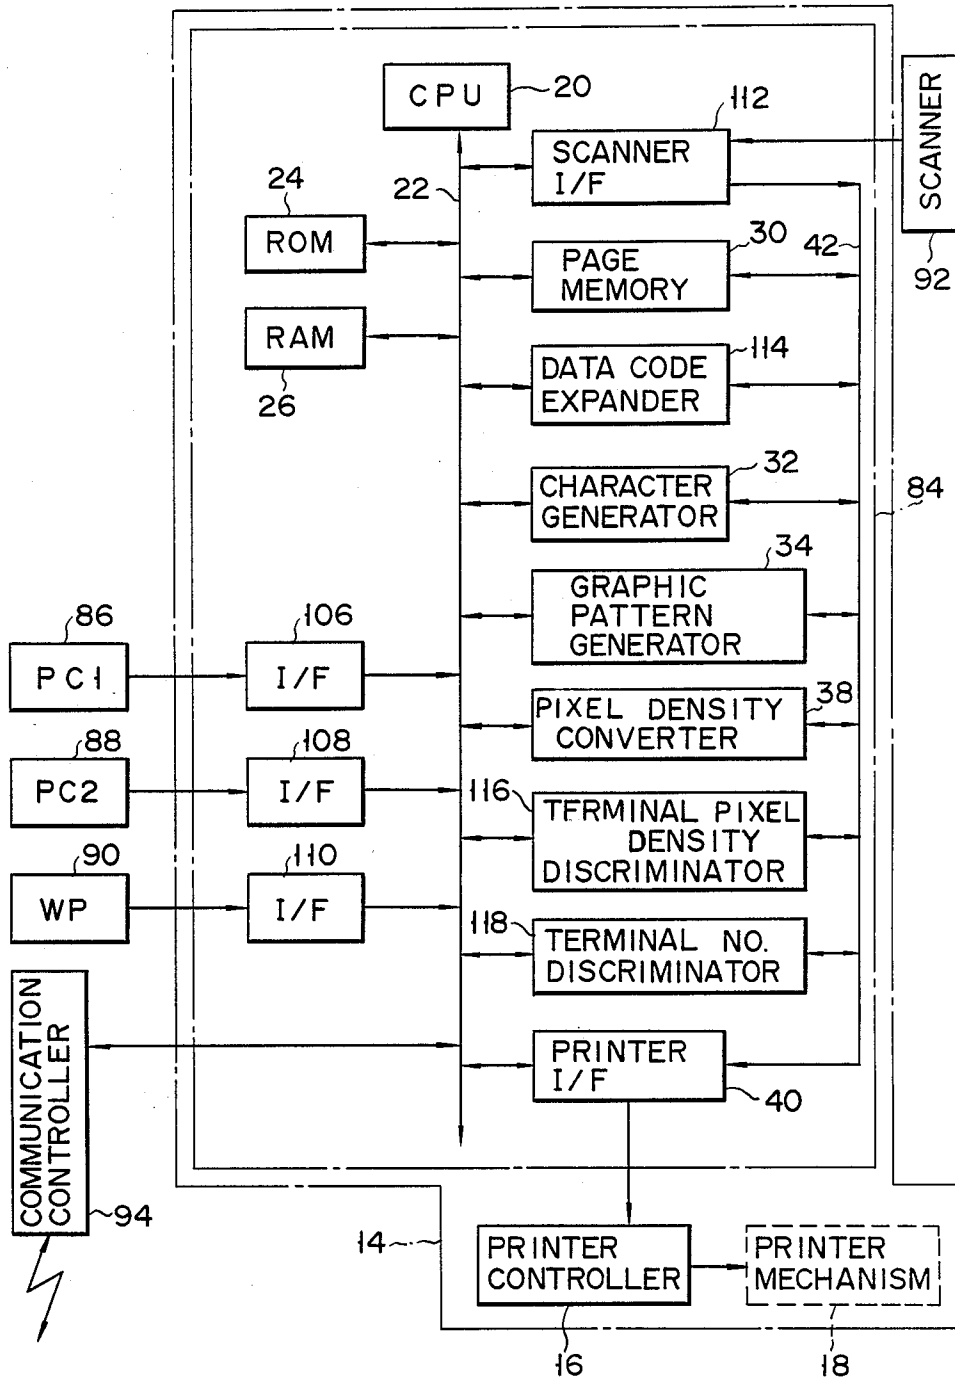 CPU
20
112
SCANNER
I/F
SCANNER
92
24
ROM
22
30
PAGE
MEMORY
42
RAM
26
114
DATA CODE
EXPANDER
32
CHARACTER
GENERATOR
84
34
GRAPHIC
PATTERN
GENERATOR
86
PC1
106
I/F
38
PIXEL DENSITY
CONVERTER
88
PC2
108
I/F
116
TERMINAL PIXEL
DENSITY
DISCRIMINATOR
90
WP
110
I/F
118
TERMINAL NO.
DISCRIMINATOR
COMMUNICATION
CONTROLLER
94
PRINTER
I/F
40
14
PRINTER
CONTROLLER
16
PRINTER
MECHANISM
18